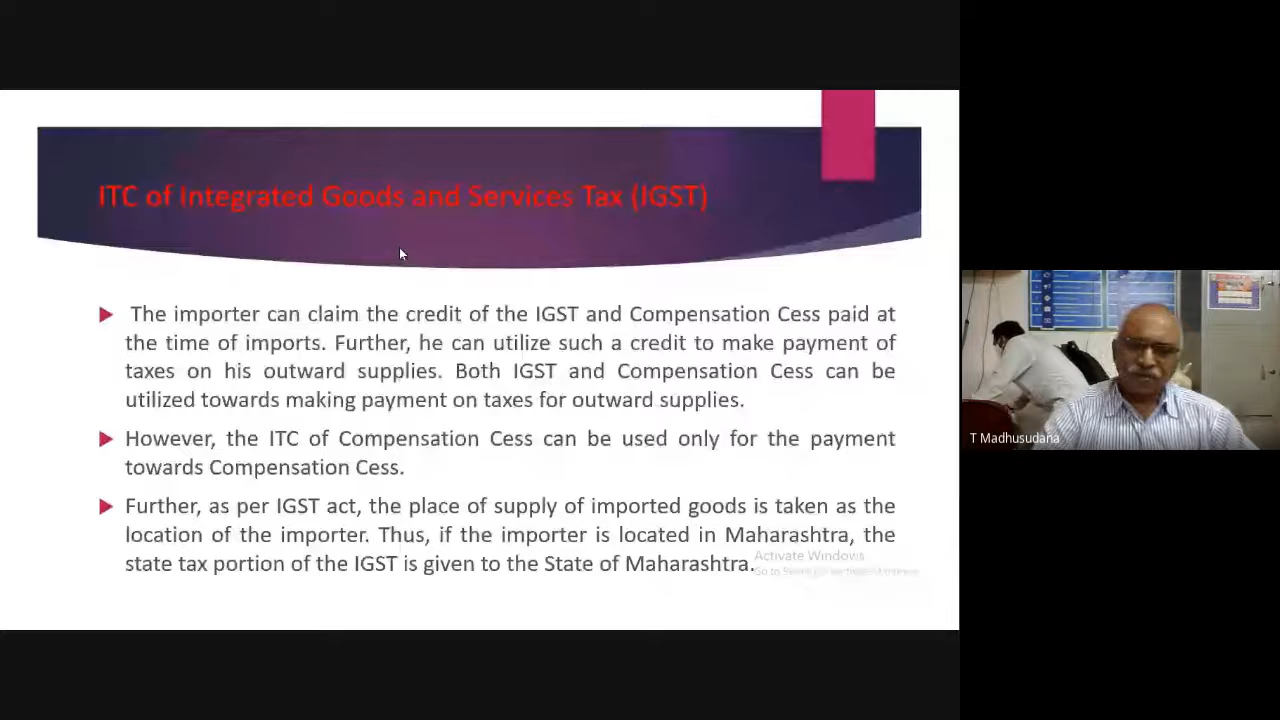 ITC of Integrated Goods and Services Tax (IGST)
The importer can claim the credit of the IGST and Compensation Cess paid at
the time of imports. Further, he can utilize such a credit to make payment of
taxes on his outward supplies. Both IGST and Compensation Cess can be
utilized towards making payment on taxes for outward supplies.
However, the ITC of Compensation Cess can be used only for the payment
towards Compensation Cess.
Further, as per IGST act, the place of supply of imported goods is taken as the
location of the importer. Thus, if the importer is located in Maharashtra, the
state tax portion of the IGST is given to the State of Maharashtra.
Activate Windows
Go to
T Madhusudana